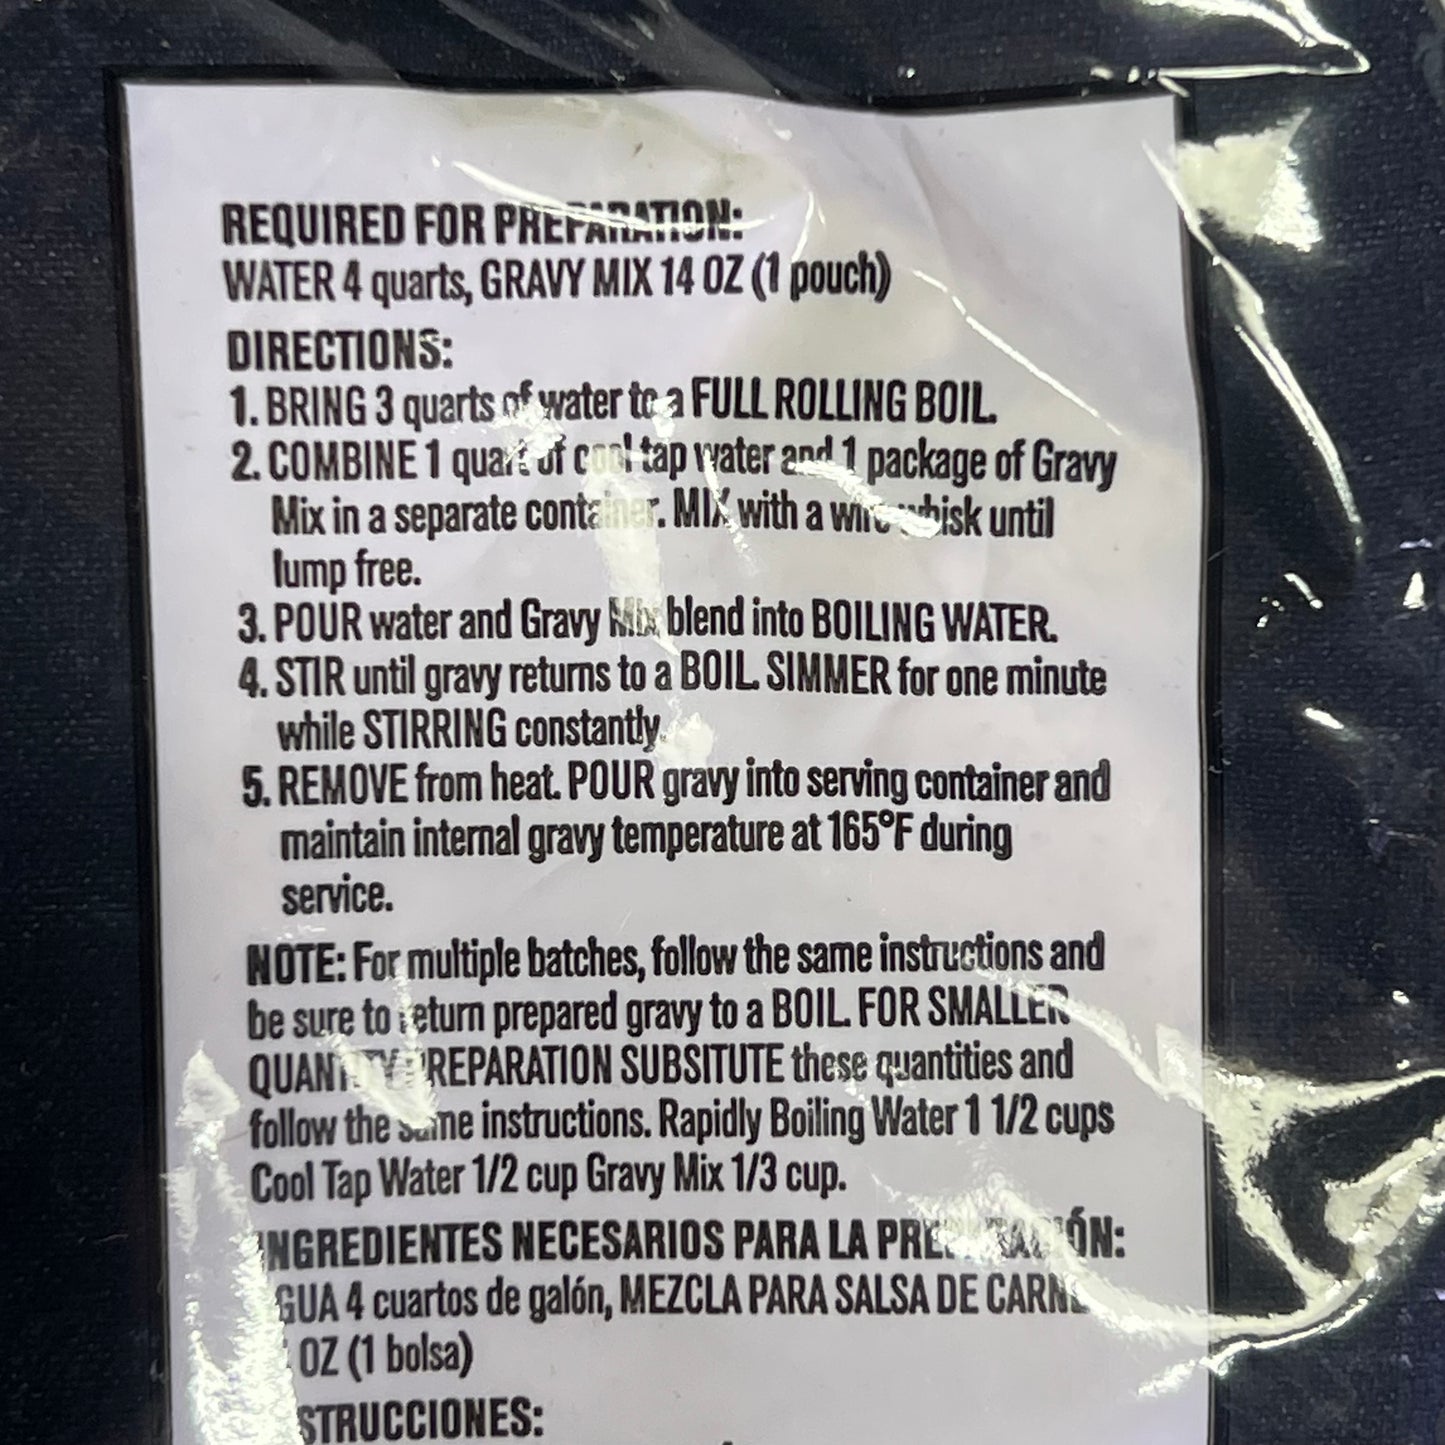 REQUIRED FOR PREPARATION:
WATER 4 quarts, GRAVY MIX 14 OZ (1 pouch)
DIRECTIONS:
1. BRING 3 quarts of water to a FULL ROLLING BOIL.
2. COMBINE 1 quart of cool tap water and 1 package of Gravy
Mix in a separate container. MIX with a wire whisk until
lump free.
3. POUR water and Gravy Mix blend into BOILING WATER.
4. STIR until gravy returns to a BOIL. SIMMER for one minute
while STIRRING constantly.
5. REMOVE from heat. POUR gravy into serving container and
maintain internal gravy temperature at 165°F during
service.
NOTE: For multiple batches, follow the same instructions and
be sure to return prepared gravy to a BOIL. FOR SMALLER
QUANTITY PREPARATION SUBSITUTE these quantities and
follow the same instructions. Rapidly Boiling Water 1 1/2 cups
Cool Tap Water 1/2 cup Gravy Mix 1/3 cup.
INGREDIENTES NECESARIOS PARA LA PREPARACIÓN:
GUA 4 cuartos de galón, MEZCLA PARA SALSA DE CARNE
OZ (1 bolsa)
STRUCCIONES: